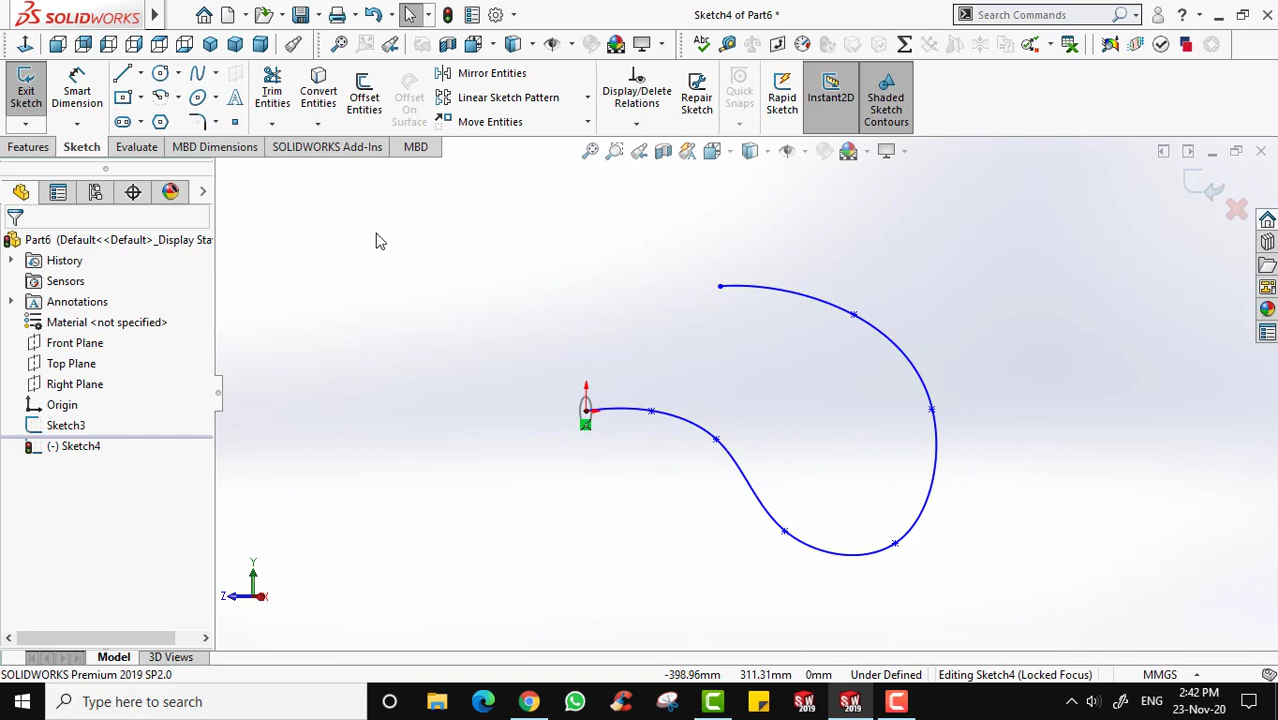 SOLIDWORKS
Sketch4 of Part6 *
Search Commands
?
abc
Exit Sketch
Smart Dimension
Trim Entities
Convert Entities
Offset Entities
Offset On Surface
Mirror Entities
Linear Sketch Pattern
Move Entities
Display/Delete Relations
Repair Sketch
Quick Snaps
Rapid Sketch
Instant2D
Shaded Sketch Contours
Features
Sketch
Evaluate
MBD Dimensions
SOLIDWORKS Add-Ins
MBD
Part6 (Default<<Default>_Display Sta
History
Sensors
Annotations
Material <not specified>
Front Plane
Top Plane
Right Plane
Origin
Sketch3
(-) Sketch4
Y
Z
X
Model
3D Views
SOLIDWORKS Premium 2019 SP2.0
-398.96mm
311.31mm
0mm
Under Defined
Editing Sketch4 (Locked Focus)
MMGS
Type here to search
ENG
2:42 PM
23-Nov-20